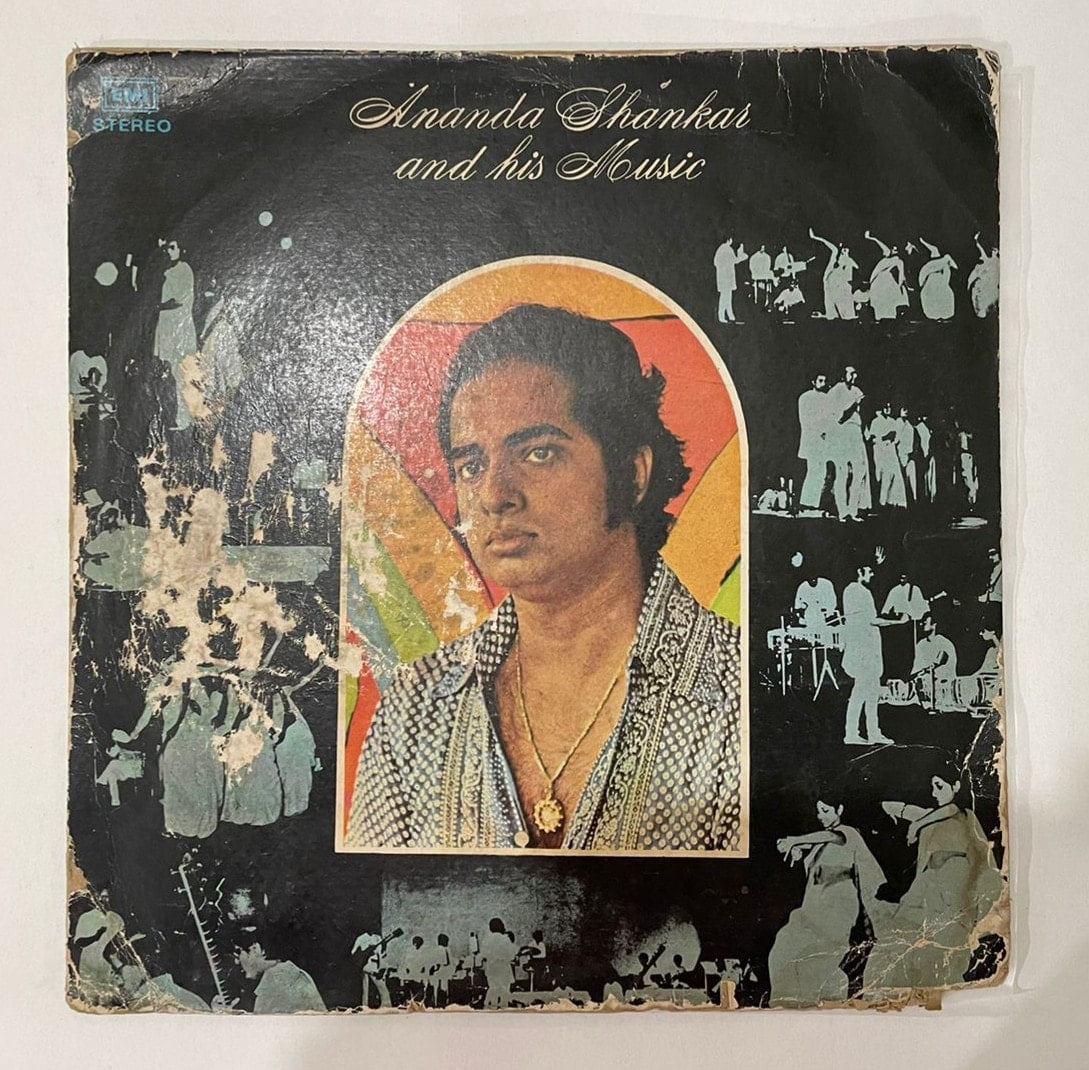 EMI
STEREO
Ananda Shankar
and his Music